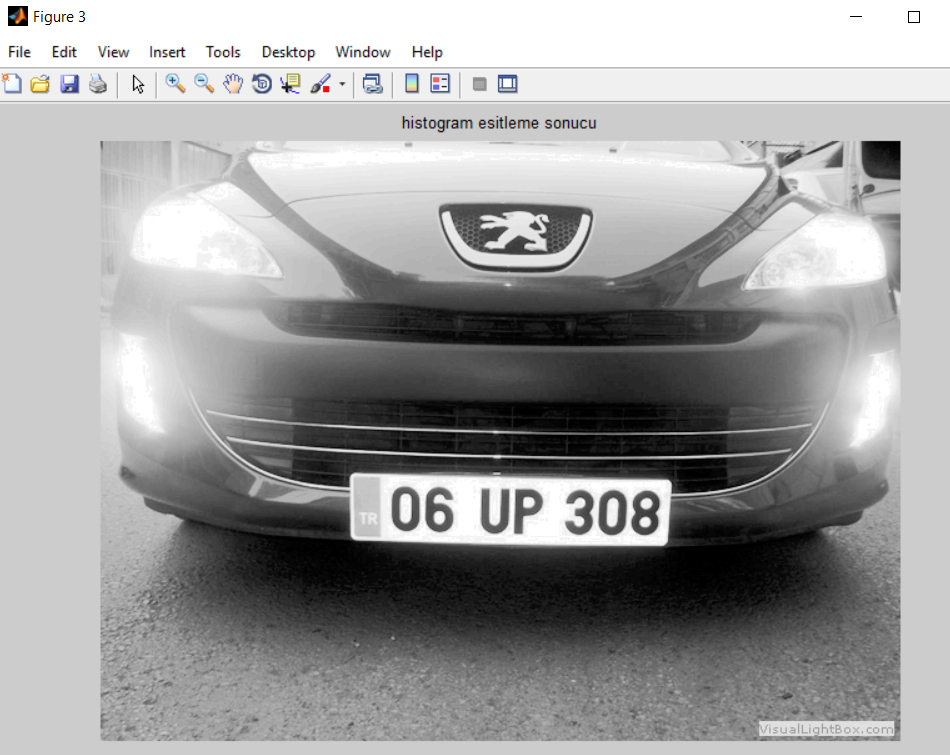 Figure 3
File Edit View Insert Tools Desktop Window Help
histogram esitleme sonucu
TR 06 UP 308
VisualLightBox.com